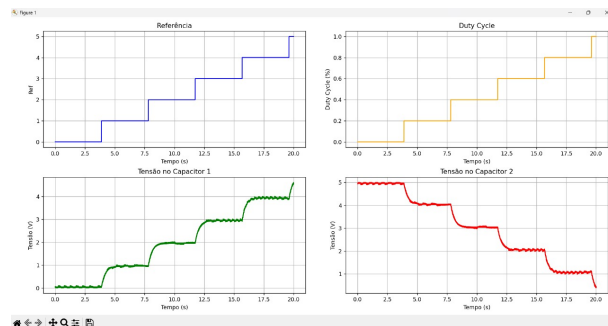 Figure 1
Referência
Ref
5
4
3
2
1
0
0.0 2.5 5.0 7.5 10.0 12.5 15.0 17.5 20.0
Tempo (s)
Duty Cycle
Duty Cycle (%)
1.0
0.8
0.6
0.4
0.2
0.0
0.0 2.5 5.0 7.5 10.0 12.5 15.0 17.5 20.0
Tempo (s)
Tensão no Capacitor 1
Tensão (V)
4
3
2
1
0
0.0 2.5 5.0 7.5 10.0 12.5 15.0 17.5 20.0
Tempo (s)
Tensão no Capacitor 2
Tensão (V)
5
4
3
2
1
0.0 2.5 5.0 7.5 10.0 12.5 15.0 17.5 20.0
Tempo (s)